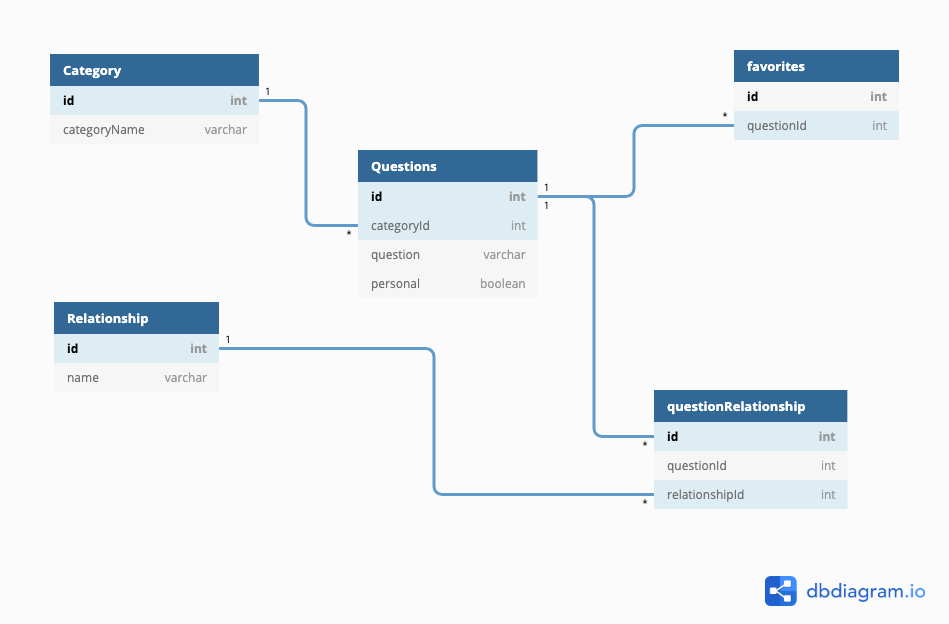 Category
id int
categoryName varchar
1
*
Questions
id int
categoryId int
question varchar
personal boolean
1
1
favorites
id int
questionId int
*
Relationship
id int
name varchar
1
questionRelationship
id int
questionId int
relationshipId int
*
*
dbdiagram.io